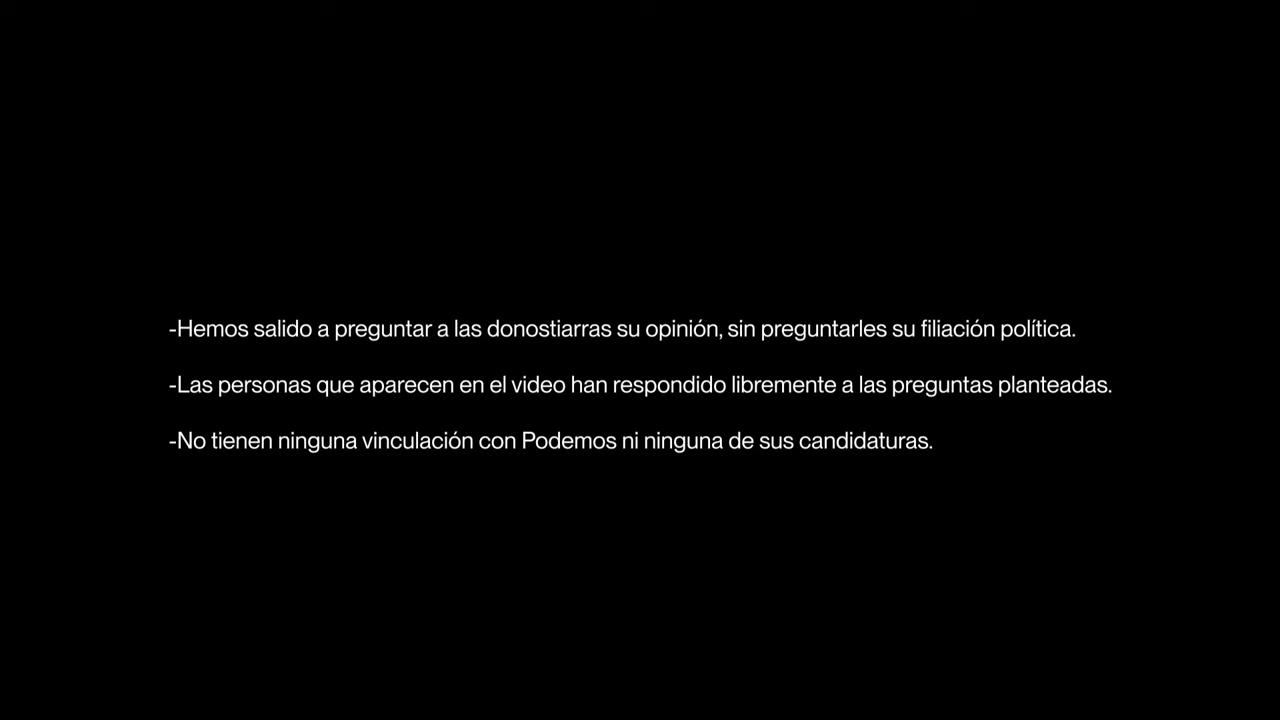 -Hemos salido a preguntar a las donostiarras su opinión, sin preguntarles su filiación política.
-Las personas que aparecen en el video han respondido libremente a las preguntas planteadas.
-No tienen ninguna vinculación con Podemos ni ninguna de sus candidaturas.